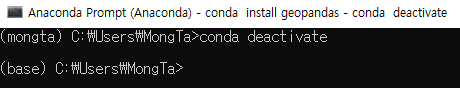 Anaconda Prompt (Anaconda) - conda  install geopandas - conda  deactivate
(mongta) C:₩Users₩MongTa>conda deactivate
(base) C:₩Users₩MongTa>